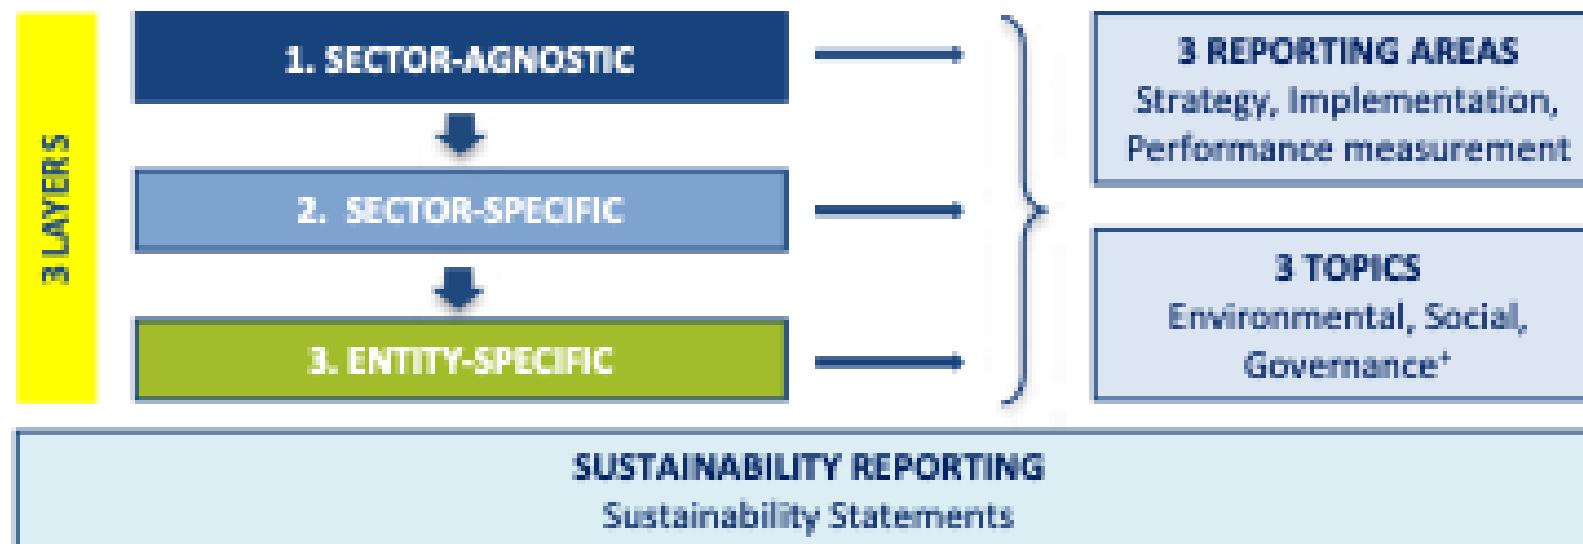 3 LAYERS
1. SECTOR-AGNOSTIC
2. SECTOR-SPECIFIC
3. ENTITY-SPECIFIC
3 REPORTING AREAS
Strategy, Implementation,
Performance measurement
3 TOPICS
Environmental, Social,
Governance⁺
SUSTAINABILITY REPORTING
Sustainability Statements